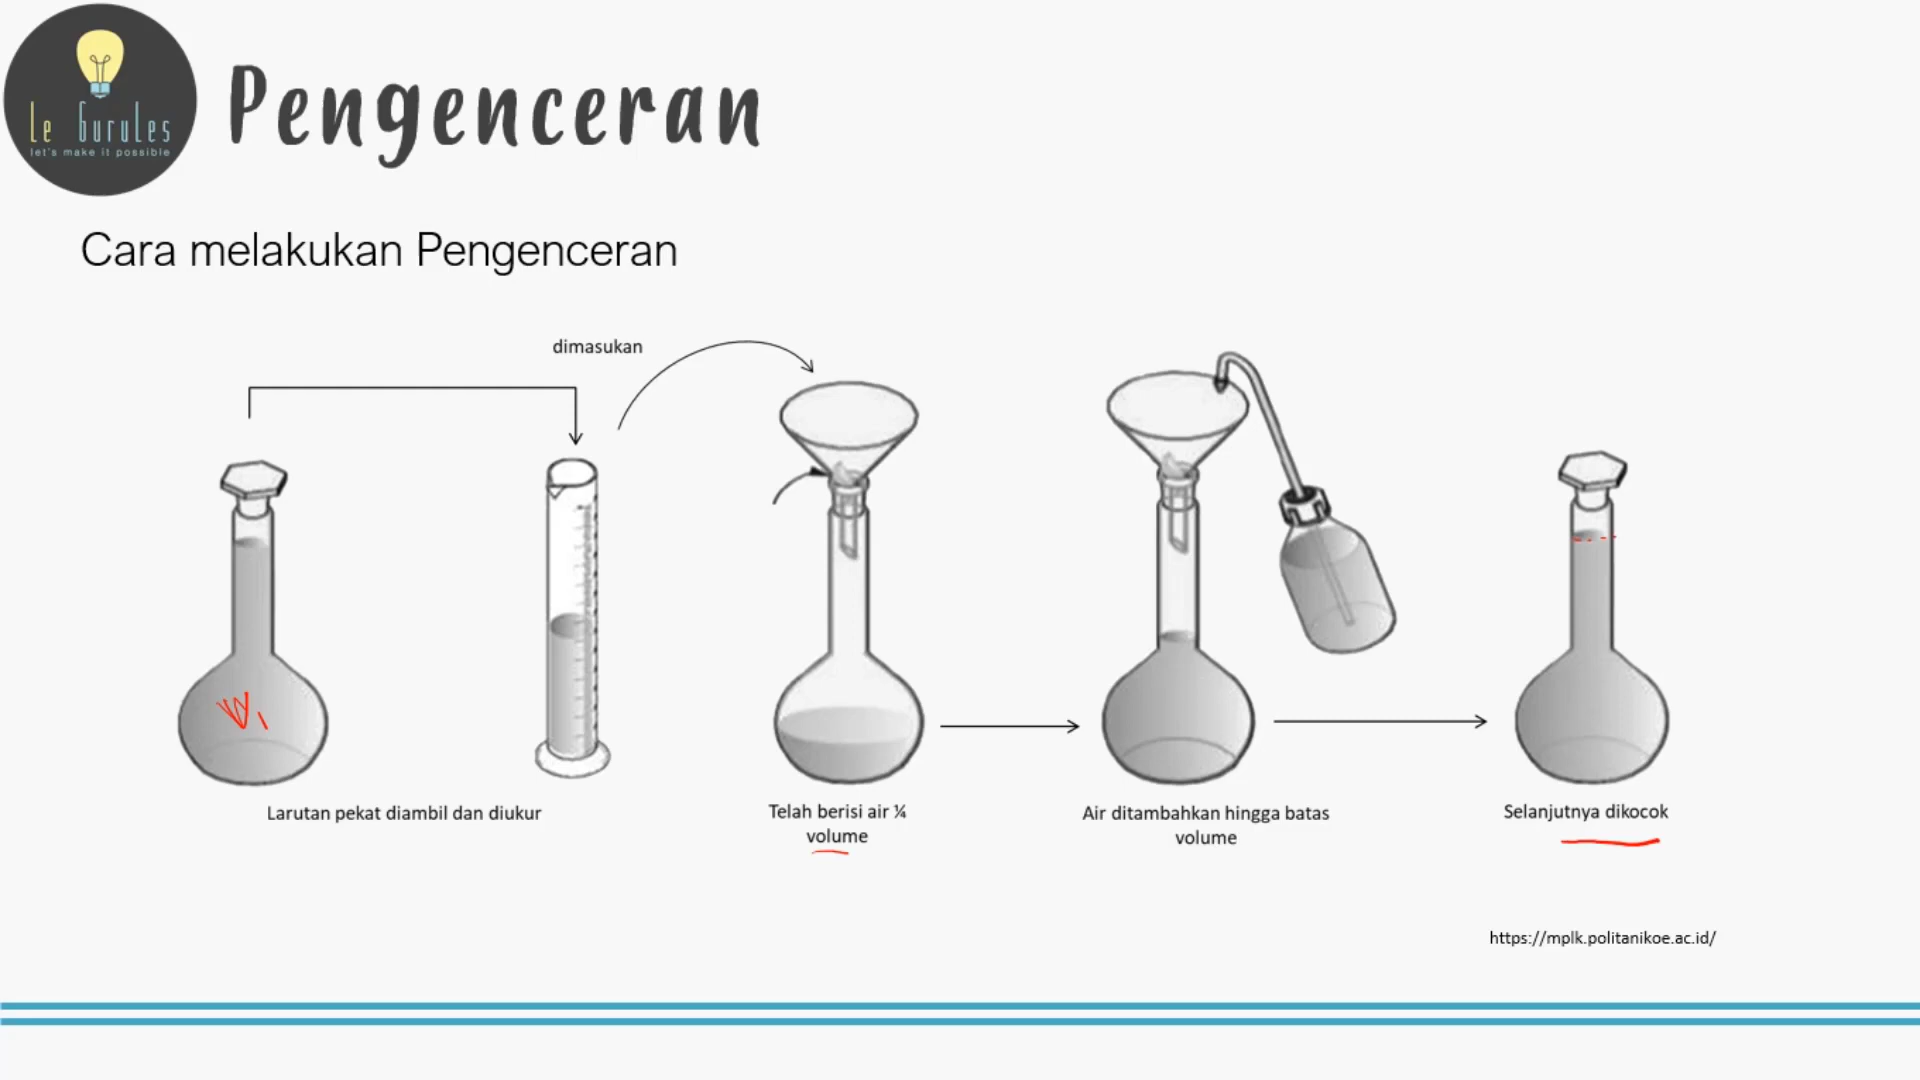 le Gurules
let's make it possible
Pengenceran
Cara melakukan Pengenceran
dimasukan
Larutan pekat diambil dan diukur
Telah berisi air ¼
volume
Air ditambahkan hingga batas
volume
Selanjutnya dikocok
https://mplk.politanikoe.ac.id/